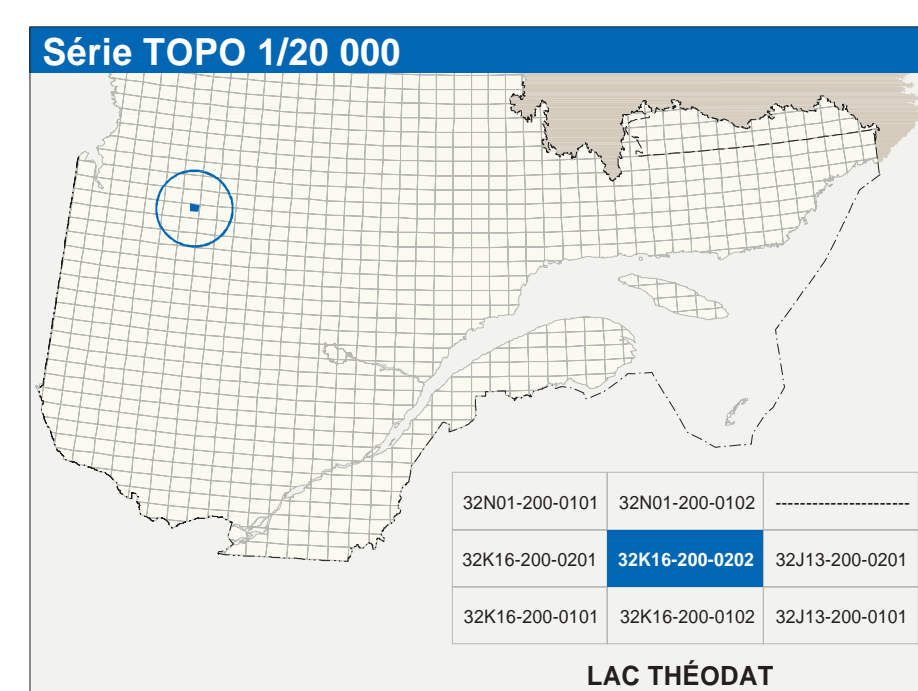 Série TOPO 1/20 000
32N01-200-0101 32N01-200-0102 ---------------------
32K16-200-0201 32K16-200-0202 32J13-200-0201
32K16-200-0101 32K16-200-0102 32J13-200-0101
LAC THÉODAT